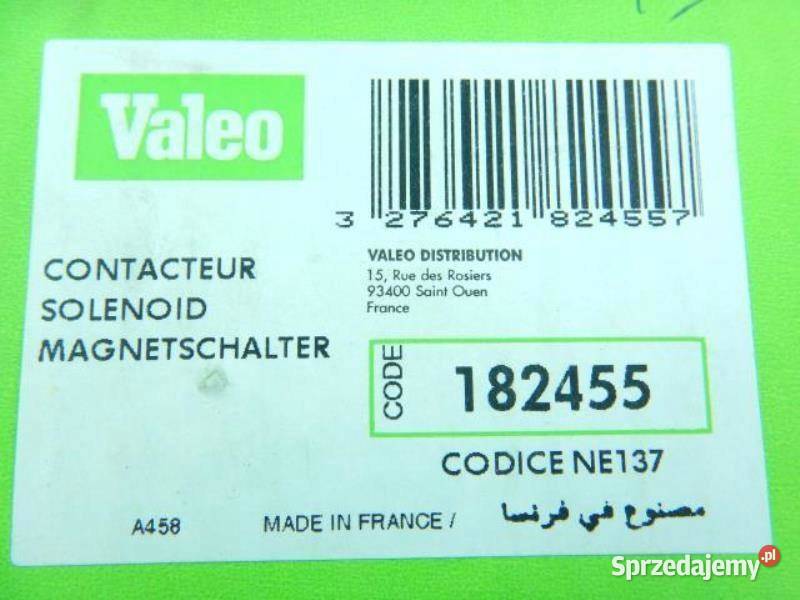 Valeo
3 276421 824557
VALEO DISTRIBUTION
15, Rue des Rosiers
93400 Saint Ouen
France
CONTACTEUR
SOLENOID
MAGNETSCHALTER
CODE
182455
CODICE NE137
A458
MADE IN FRANCE / مصنوع في فرنسا
Sprzedajemy.pl